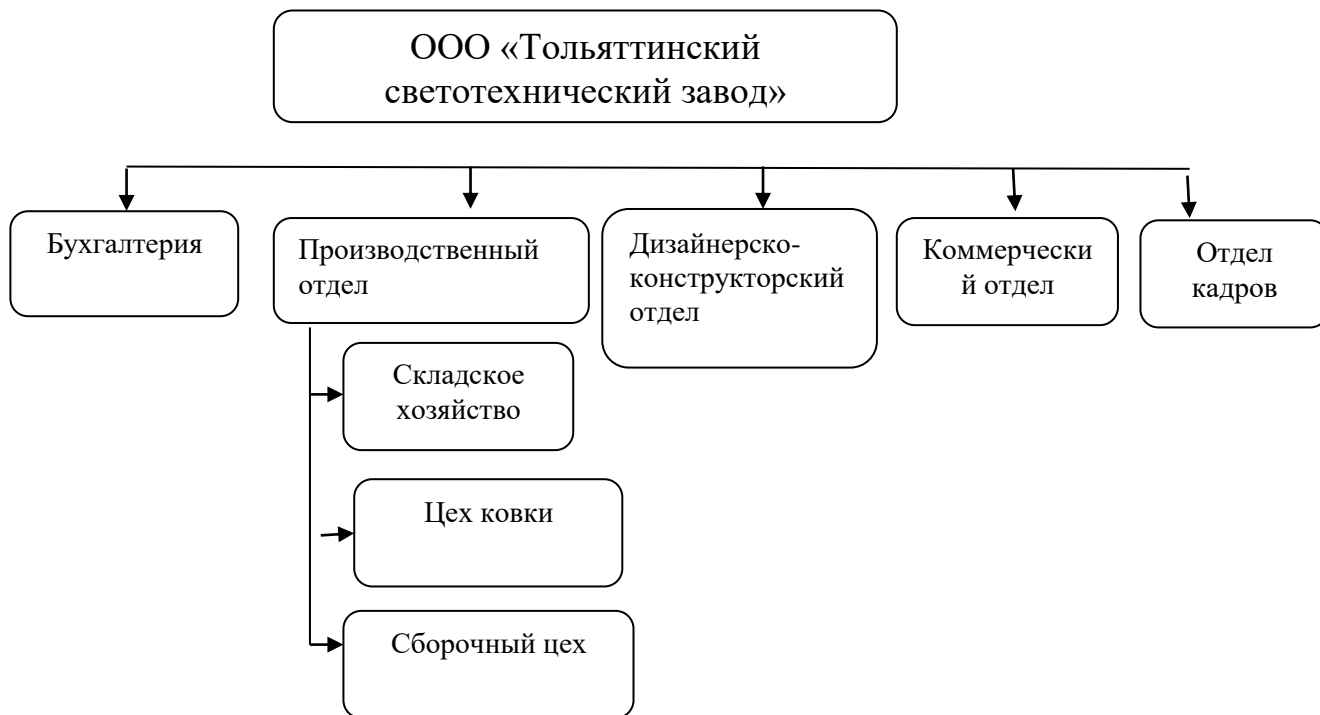 ООО «Тольяттинский
светотехнический завод»
Бухгалтерия
Производственный
отдел
Дизайнерско-
конструкторский
отдел
Коммерчески
й отдел
Отдел
кадров
Складское
хозяйство
Цех ковки
Сборочный цех